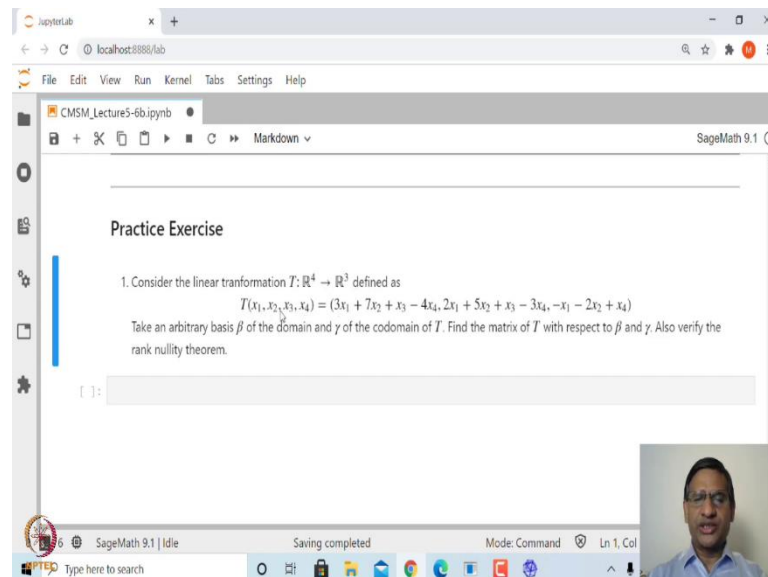 JupyterLab
localhost:8888/lab
M
File Edit View Run Kernel Tabs Settings Help
CMSM_Lecture5-6b.ipynb
Markdown
SageMath 9.1
Practice Exercise
1. Consider the linear tranformation T: ℝ⁴ → ℝ³ defined as
T(x₁, x₂, x₃, x₄) = (3x₁ + 7x₂ + x₃ − 4x₄, 2x₁ + 5x₂ + x₃ − 3x₄, −x₁ − 2x₂ + x₄)
Take an arbitrary basis β of the domain and γ of the codomain of T. Find the matrix of T with respect to β and γ. Also verify the
rank nullity theorem.
[ ]:
6 SageMath 9.1 | Idle Saving completed Mode: Command Ln 1, Col
NPTEL Type here to search